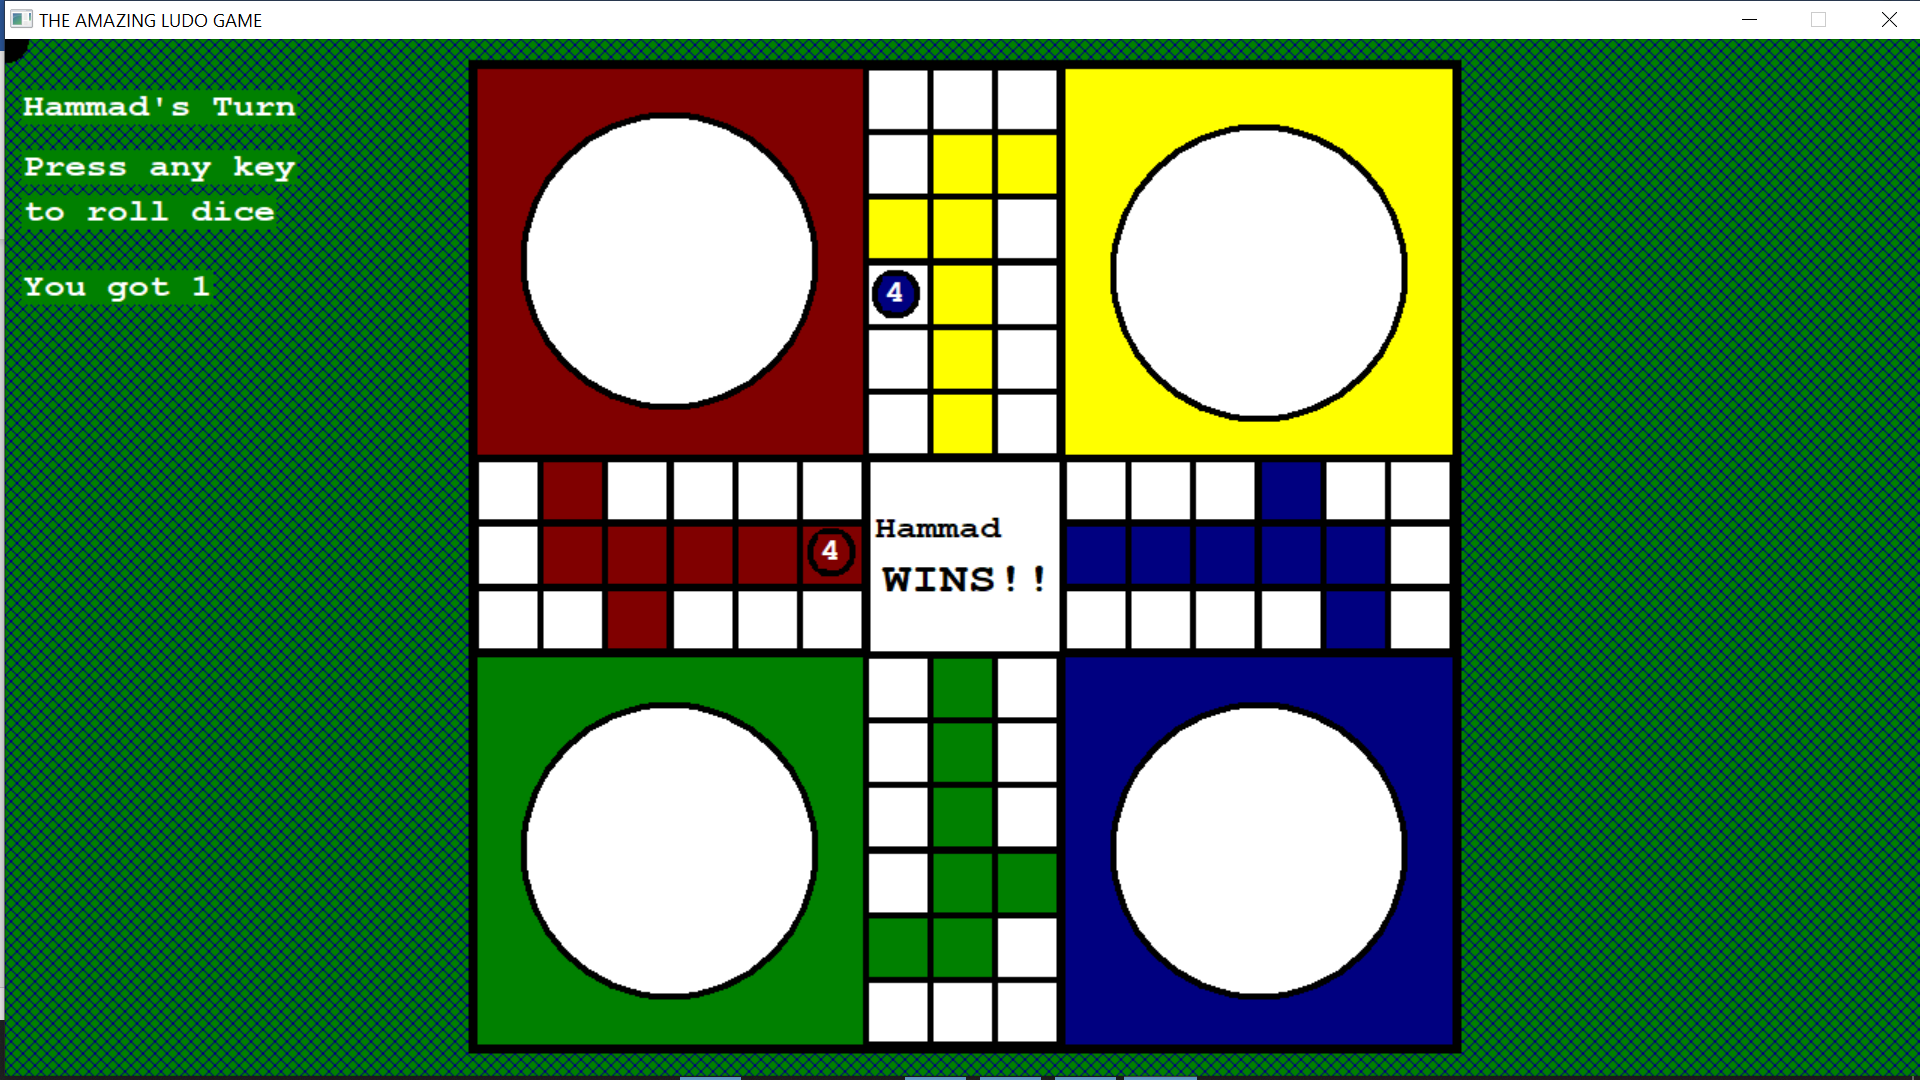 THE AMAZING LUDO GAME
Hammad's Turn
Press any key
to roll dice
You got 1
4
4
Hammad
WINS!!